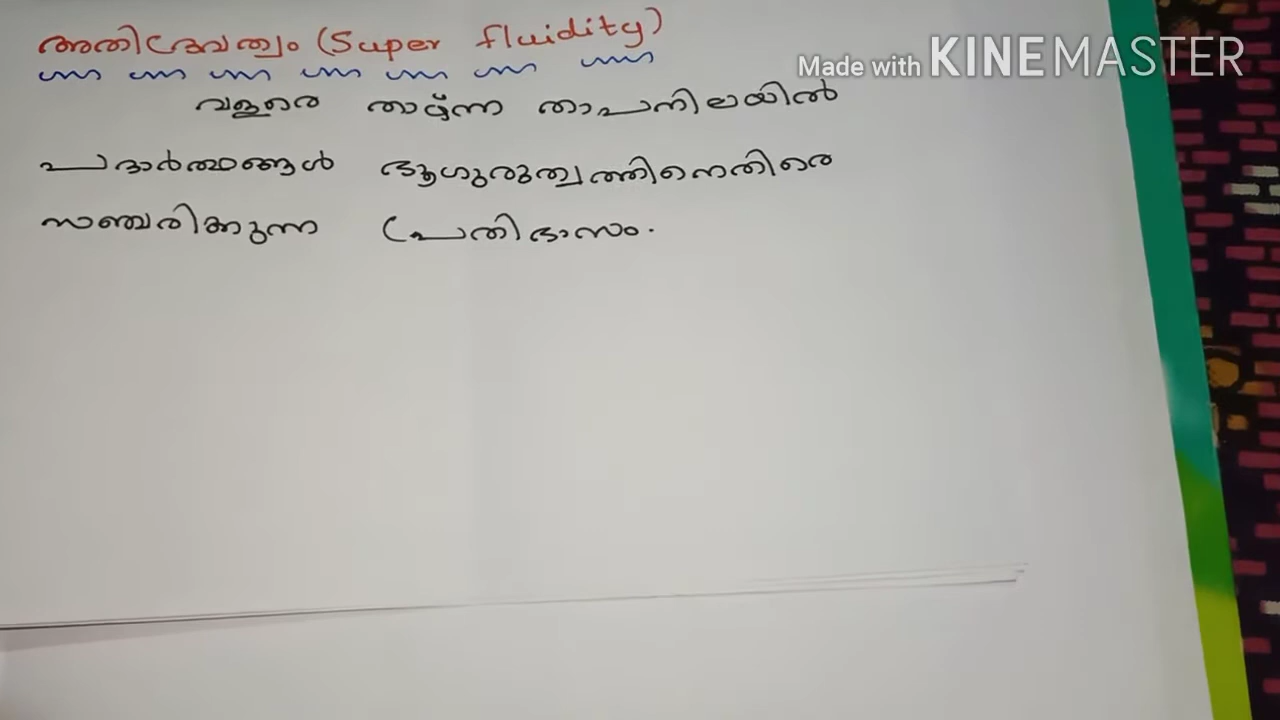 അതിദ്രവത്വം (Super fluidity)
Made with KINEMASTER
വളരെ താഴ്ന്ന താപനിലയിൽ
പദാർത്ഥങ്ങൾ ഭൂഗുരുത്വത്തിനെതിരെ
സഞ്ചരിക്കുന്ന പ്രതിഭാസം.